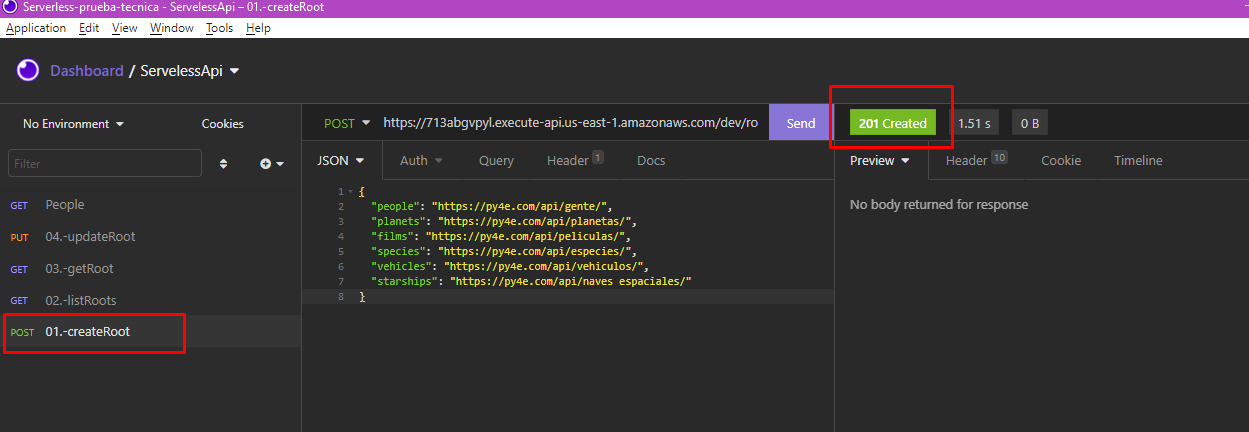 Serverless-prueba-tecnica - ServelessApi – 01.-createRoot
Application Edit View Window Tools Help
Dashboard / ServelessApi
No Environment Cookies
POST https://713abgvpyl.execute-api.us-east-1.amazonaws.com/dev/ro Send 201 Created 1.51 s 0 B
Filter
JSON Auth Query Header 1 Docs
Preview Header 10 Cookie Timeline
GET People
PUT 04.-updateRoot
GET 03.-getRoot
GET 02.-listRoots
POST 01.-createRoot
1 {
2 "people": "https://py4e.com/api/gente/",
3 "planets": "https://py4e.com/api/planetas/",
4 "films": "https://py4e.com/api/peliculas/",
5 "species": "https://py4e.com/api/especies/",
6 "vehicles": "https://py4e.com/api/vehiculos/",
7 "starships": "https://py4e.com/api/naves espaciales/"
8 }
No body returned for response